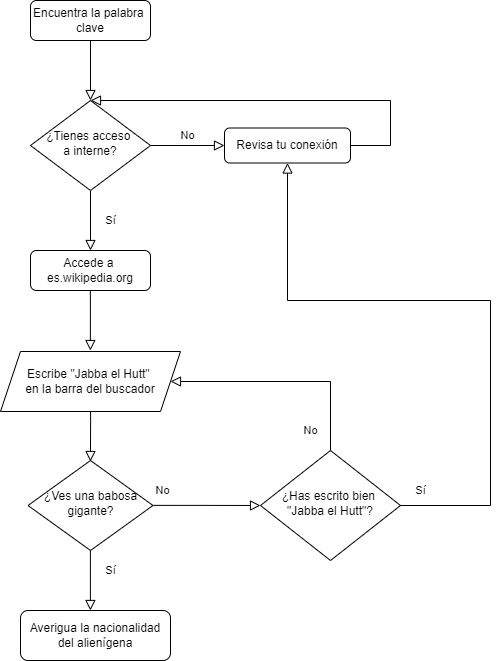 Encuentra la palabra
clave
¿Tienes acceso
a interne?
No
Revisa tu conexión
Sí
Accede a
es.wikipedia.org
Escribe "Jabba el Hutt"
en la barra del buscador
No
¿Ves una babosa
gigante?
No
¿Has escrito bien
"Jabba el Hutt"?
Sí
Sí
Averigua la nacionalidad
del alienígena